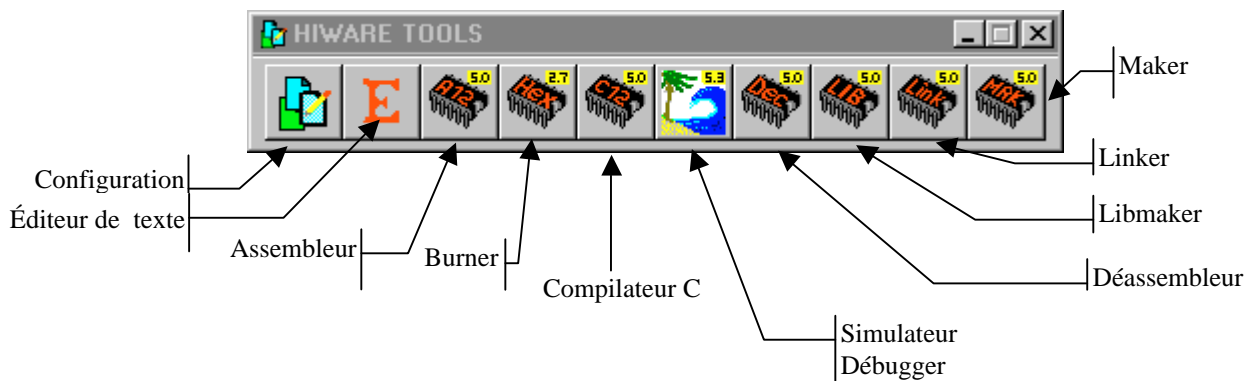 HIWARE TOOLS
E
A12 5.0
Hex 2.7
C12 5.0
5.3
Dec 5.0
LIB 5.0
Link 5.0
MAK 5.0
Maker
Linker
Configuration
Éditeur de texte
Libmaker
Assembleur
Burner
Compilateur C
Déassembleur
Simulateur
Débugger